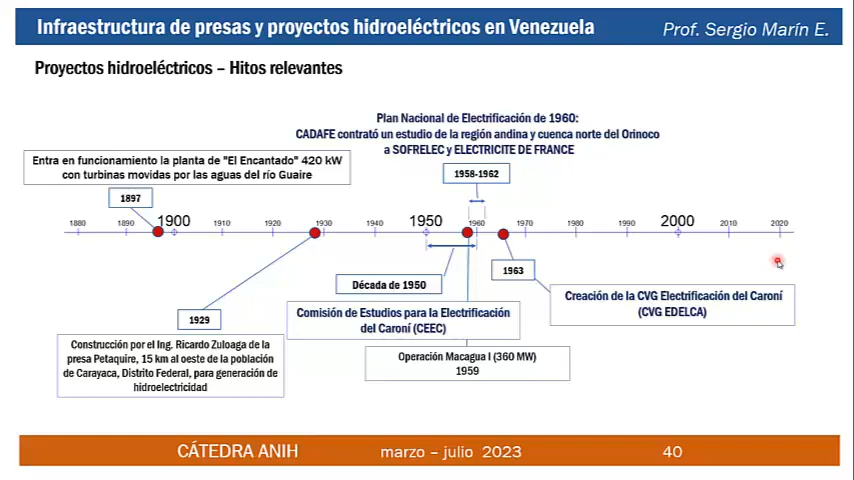 Infraestructura de presas y proyectos hidroeléctricos en Venezuela
Prof. Sergio Marín E.
Proyectos hidroeléctricos – Hitos relevantes
Plan Nacional de Electrificación de 1960:
CADAFE contrató un estudio de la región andina y cuenca norte del Orinoco
a SOFRELEC y ELECTRICITE DE FRANCE
Entra en funcionamiento la planta de "El Encantado" 420 kW
con turbinas movidas por las aguas del río Guaire
1958-1962
1897
1880 1890 1900 1910 1920 1930 1940 1950 1960 1970 1980 1990 2000 2010 2020
1963
Década de 1950
Creación de la CVG Electrificación del Caroní
(CVG EDELCA)
1929
Comisión de Estudios para la Electrificación
del Caroní (CEEC)
Construcción por el Ing. Ricardo Zuloaga de la
presa Petaquire, 15 km al oeste de la población
de Carayaca, Distrito Federal, para generación de
hidroelectricidad
Operación Macagua I (360 MW)
1959
CÁTEDRA ANIH
marzo – julio 2023
40